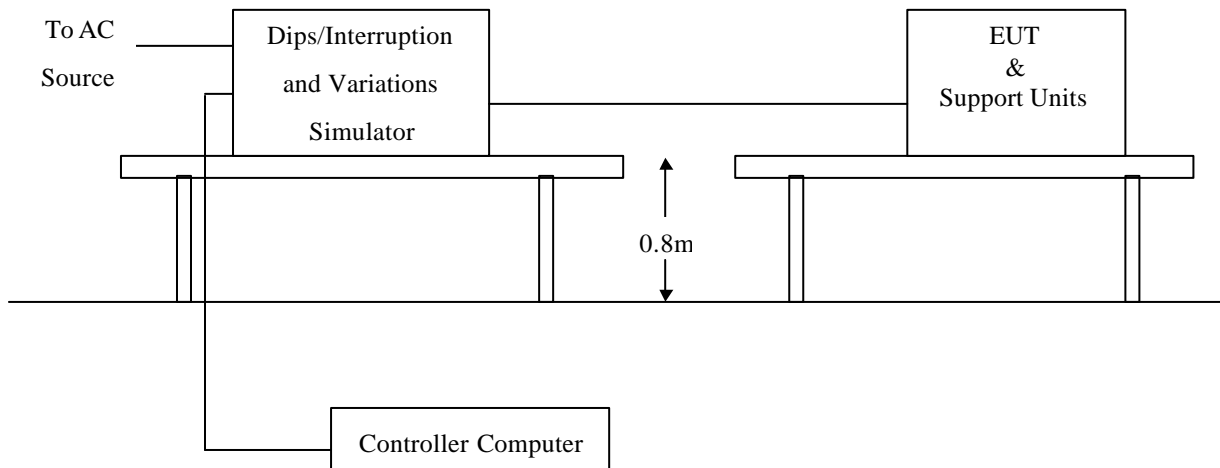 To AC
Source
Dips/Interruption
and Variations
Simulator
EUT
&
Support Units
0.8m
Controller Computer